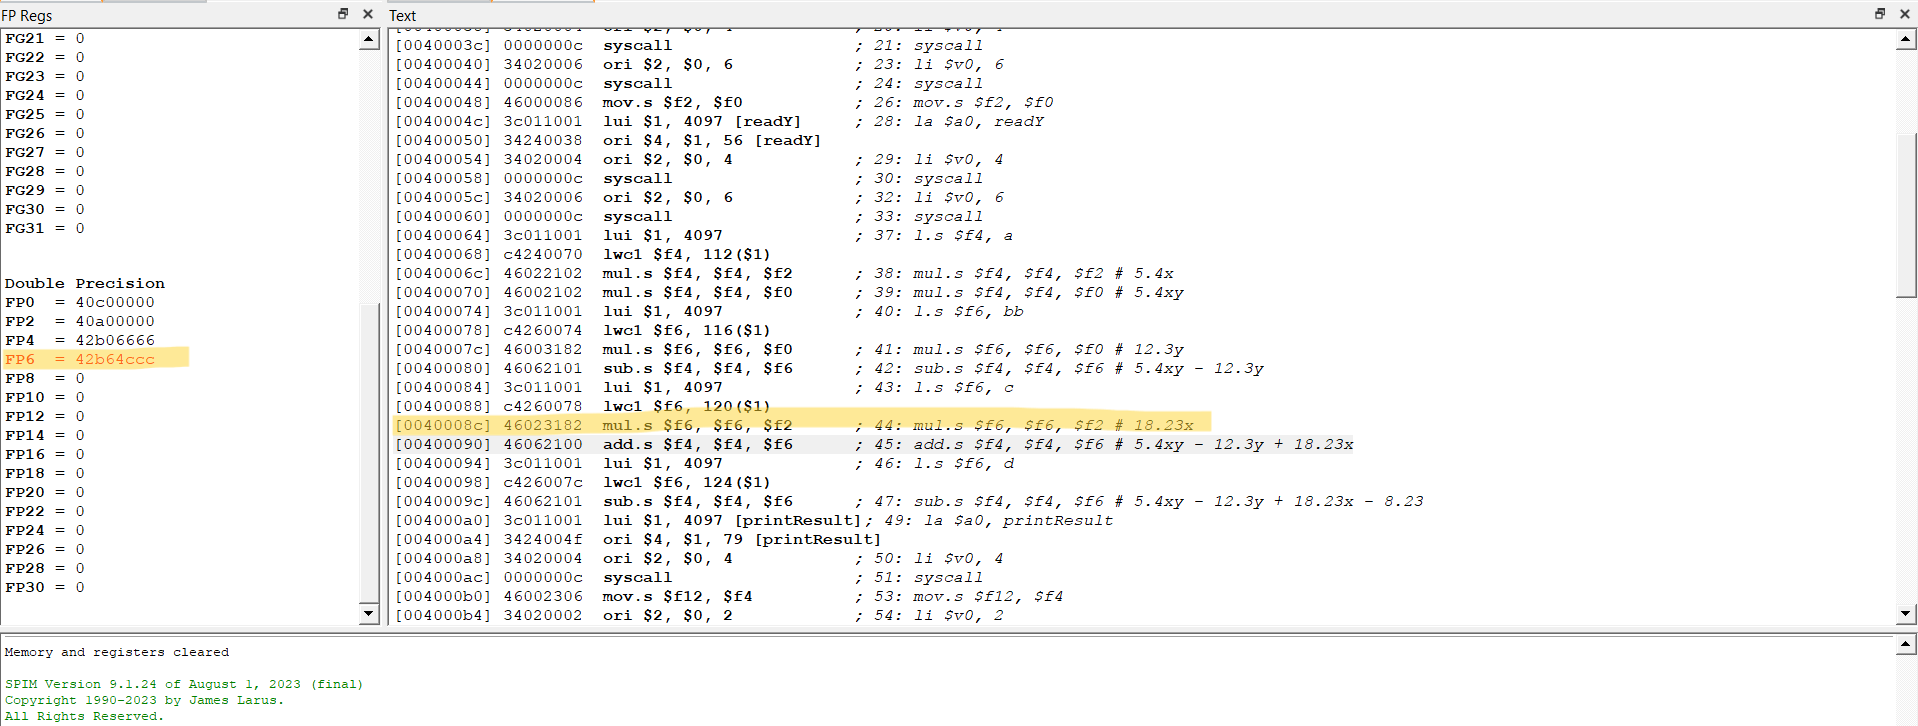 FP Regs
FG21 = 0
FG22 = 0
FG23 = 0
FG24 = 0
FG25 = 0
FG26 = 0
FG27 = 0
FG28 = 0
FG29 = 0
FG30 = 0
FG31 = 0
Double Precision
FP0 = 40c00000
FP2 = 40a00000
FP4 = 42b06666
FP6 = 42b64ccc
FP8 = 0
FP10 = 0
FP12 = 0
FP14 = 0
FP16 = 0
FP18 = 0
FP20 = 0
FP22 = 0
FP24 = 0
FP26 = 0
FP28 = 0
FP30 = 0
Text
[0040003c] 0000000c syscall ; 21: syscall
[00400040] 34020006 ori $2, $0, 6 ; 23: li $v0, 6
[00400044] 0000000c syscall ; 24: syscall
[00400048] 46000086 mov.s $f2, $f0 ; 26: mov.s $f2, $f0
[0040004c] 3c011001 lui $1, 4097 [readY] ; 28: la $a0, readY
[00400050] 34240038 ori $4, $1, 56 [readY]
[00400054] 34020004 ori $2, $0, 4 ; 29: li $v0, 4
[00400058] 0000000c syscall ; 30: syscall
[0040005c] 34020006 ori $2, $0, 6 ; 32: li $v0, 6
[00400060] 0000000c syscall ; 33: syscall
[00400064] 3c011001 lui $1, 4097 ; 37: l.s $f4, a
[00400068] c4240070 lwc1 $f4, 112($1)
[0040006c] 46022102 mul.s $f4, $f4, $f2 ; 38: mul.s $f4, $f4, $f2 # 5.4x
[00400070] 46002102 mul.s $f4, $f4, $f0 ; 39: mul.s $f4, $f4, $f0 # 5.4xy
[00400074] 3c011001 lui $1, 4097 ; 40: l.s $f6, bb
[00400078] c4260074 lwc1 $f6, 116($1)
[0040007c] 46003182 mul.s $f6, $f6, $f0 ; 41: mul.s $f6, $f6, $f0 # 12.3y
[00400080] 46062101 sub.s $f4, $f4, $f6 ; 42: sub.s $f4, $f4, $f6 # 5.4xy - 12.3y
[00400084] 3c011001 lui $1, 4097 ; 43: l.s $f6, c
[00400088] c4260078 lwc1 $f6, 120($1)
[0040008c] 46023182 mul.s $f6, $f6, $f2 ; 44: mul.s $f6, $f6, $f2 # 18.23x
[00400090] 46062100 add.s $f4, $f4, $f6 ; 45: add.s $f4, $f4, $f6 # 5.4xy - 12.3y + 18.23x
[00400094] 3c011001 lui $1, 4097 ; 46: l.s $f6, d
[00400098] c426007c lwc1 $f6, 124($1)
[0040009c] 46062101 sub.s $f4, $f4, $f6 ; 47: sub.s $f4, $f4, $f6 # 5.4xy - 12.3y + 18.23x - 8.23
[004000a0] 3c011001 lui $1, 4097 [printResult]; 49: la $a0, printResult
[004000a4] 3424004f ori $4, $1, 79 [printResult]
[004000a8] 34020004 ori $2, $0, 4 ; 50: li $v0, 4
[004000ac] 0000000c syscall ; 51: syscall
[004000b0] 46002306 mov.s $f12, $f4 ; 53: mov.s $f12, $f4
[004000b4] 34020002 ori $2, $0, 2 ; 54: li $v0, 2
Memory and registers cleared
SPIM Version 9.1.24 of August 1, 2023 (final)
Copyright 1990-2023 by James Larus.
All Rights Reserved.